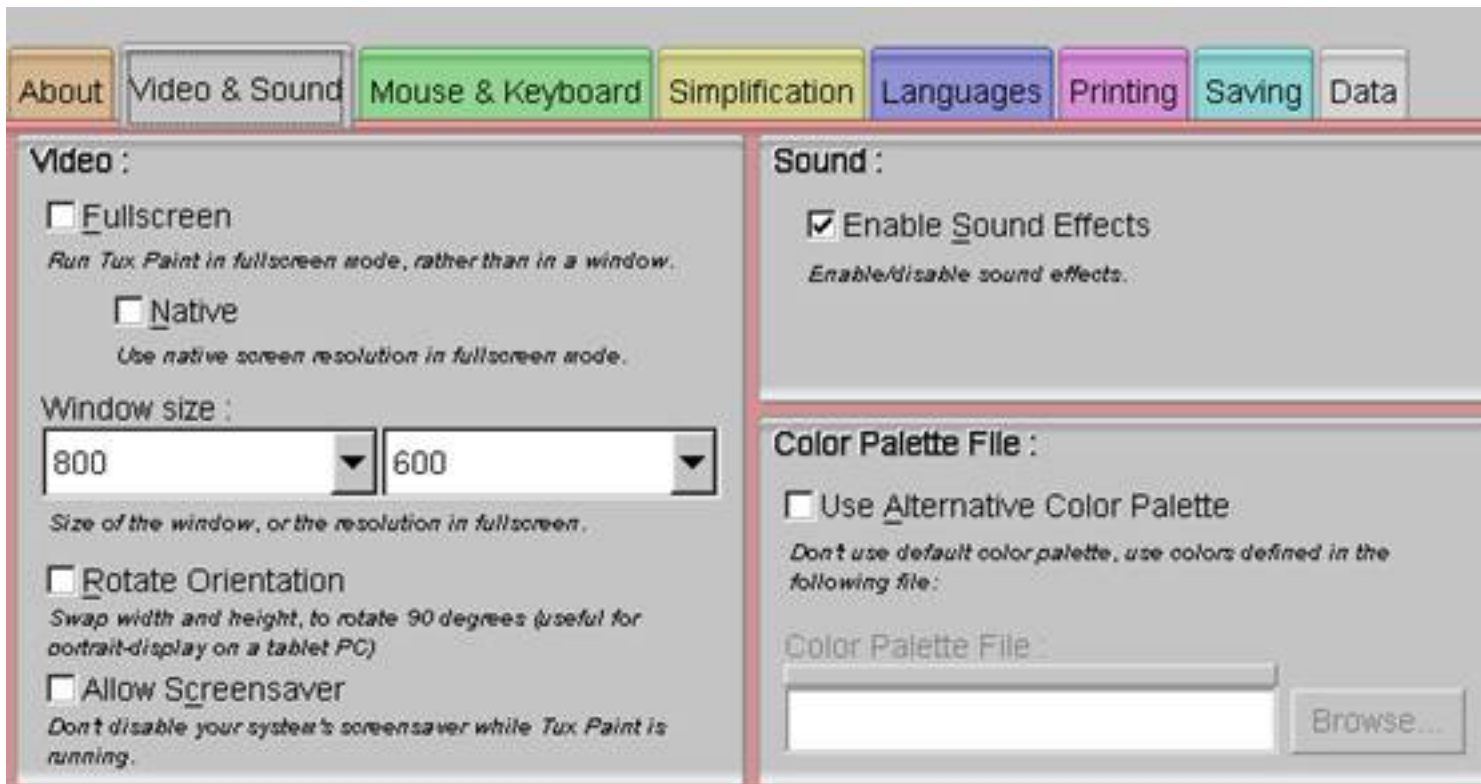 About Video & Sound Mouse & Keyboard Simplification Languages Printing Saving Data
Video :
Fullscreen
Run Tux Paint in fullscreen mode, rather than in a window.
Native
Use native screen resolution in fullscreen mode.
Window size :
800 600
Size of the window, or the resolution in fullscreen.
Rotate Orientation
Swap width and height, to rotate 90 degrees (useful for
portrait-display on a tablet PC)
Allow Screensaver
Don't disable your system's screensaver while Tux Paint is
running.
Sound :
Enable Sound Effects
Enable/disable sound effects.
Color Palette File :
Use Alternative Color Palette
Don't use default color palette, use colors defined in the
following file:
Color Palette File :
Browse...